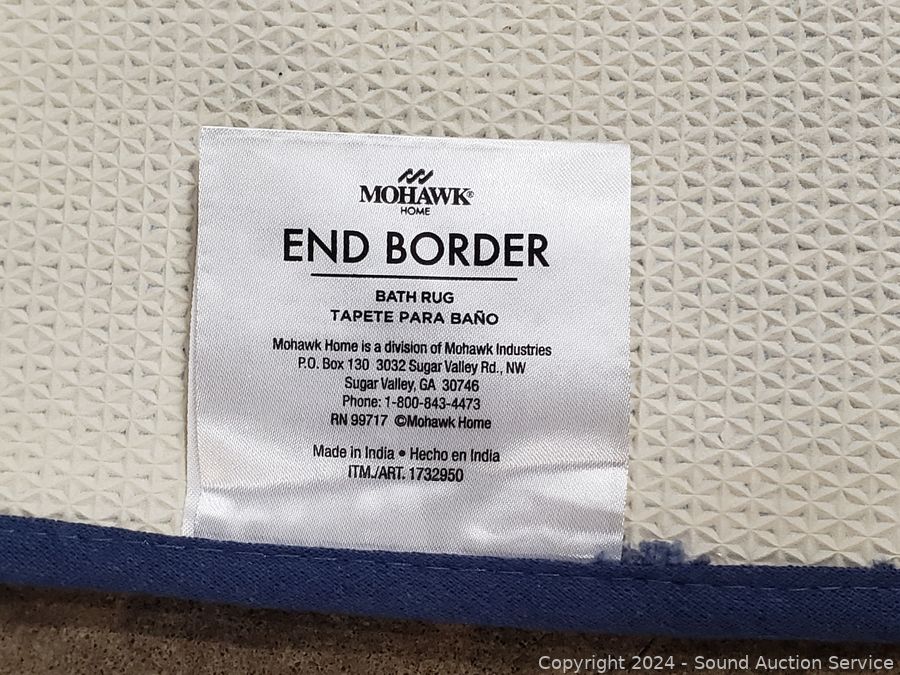 MOHAWK®
HOME
END BORDER
BATH RUG
TAPETE PARA BAÑO
Mohawk Home is a division of Mohawk Industries
P.O. Box 130 3032 Sugar Valley Rd., NW
Sugar Valley, GA 30746
Phone: 1-800-843-4473
RN 99717 ©Mohawk Home
Made in India • Hecho en India
ITM./ART. 1732950
Copyright 2024 - Sound Auction Service